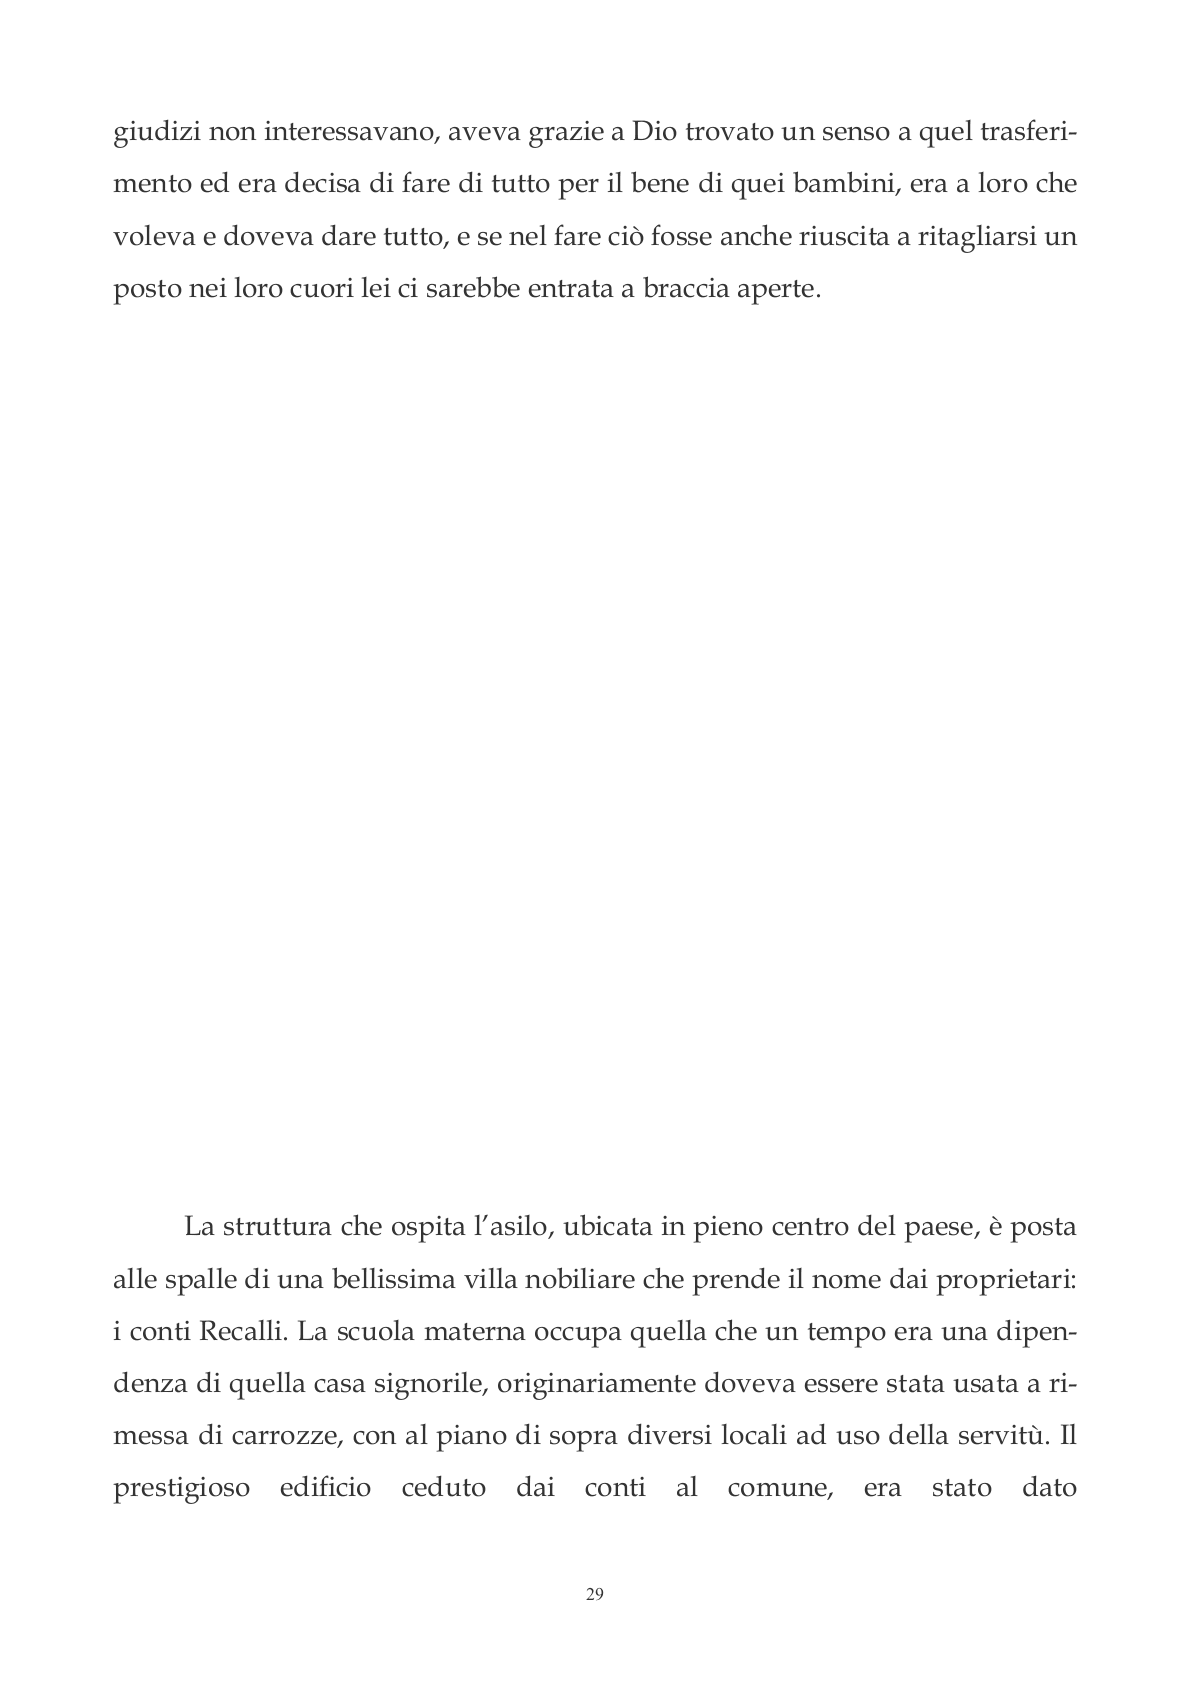 giudizi non interessavano, aveva grazie a Dio trovato un senso a quel trasferi-
mento ed era decisa di fare di tutto per il bene di quei bambini, era a loro che
voleva e doveva dare tutto, e se nel fare ciò fosse anche riuscita a ritagliarsi un
posto nei loro cuori lei ci sarebbe entrata a braccia aperte.
La struttura che ospita l’asilo, ubicata in pieno centro del paese, è posta
alle spalle di una bellissima villa nobiliare che prende il nome dai proprietari:
i conti Recalli. La scuola materna occupa quella che un tempo era una dipen-
denza di quella casa signorile, originariamente doveva essere stata usata a ri-
messa di carrozze, con al piano di sopra diversi locali ad uso della servitù. Il
prestigioso edificio ceduto dai conti al comune, era stato dato
29